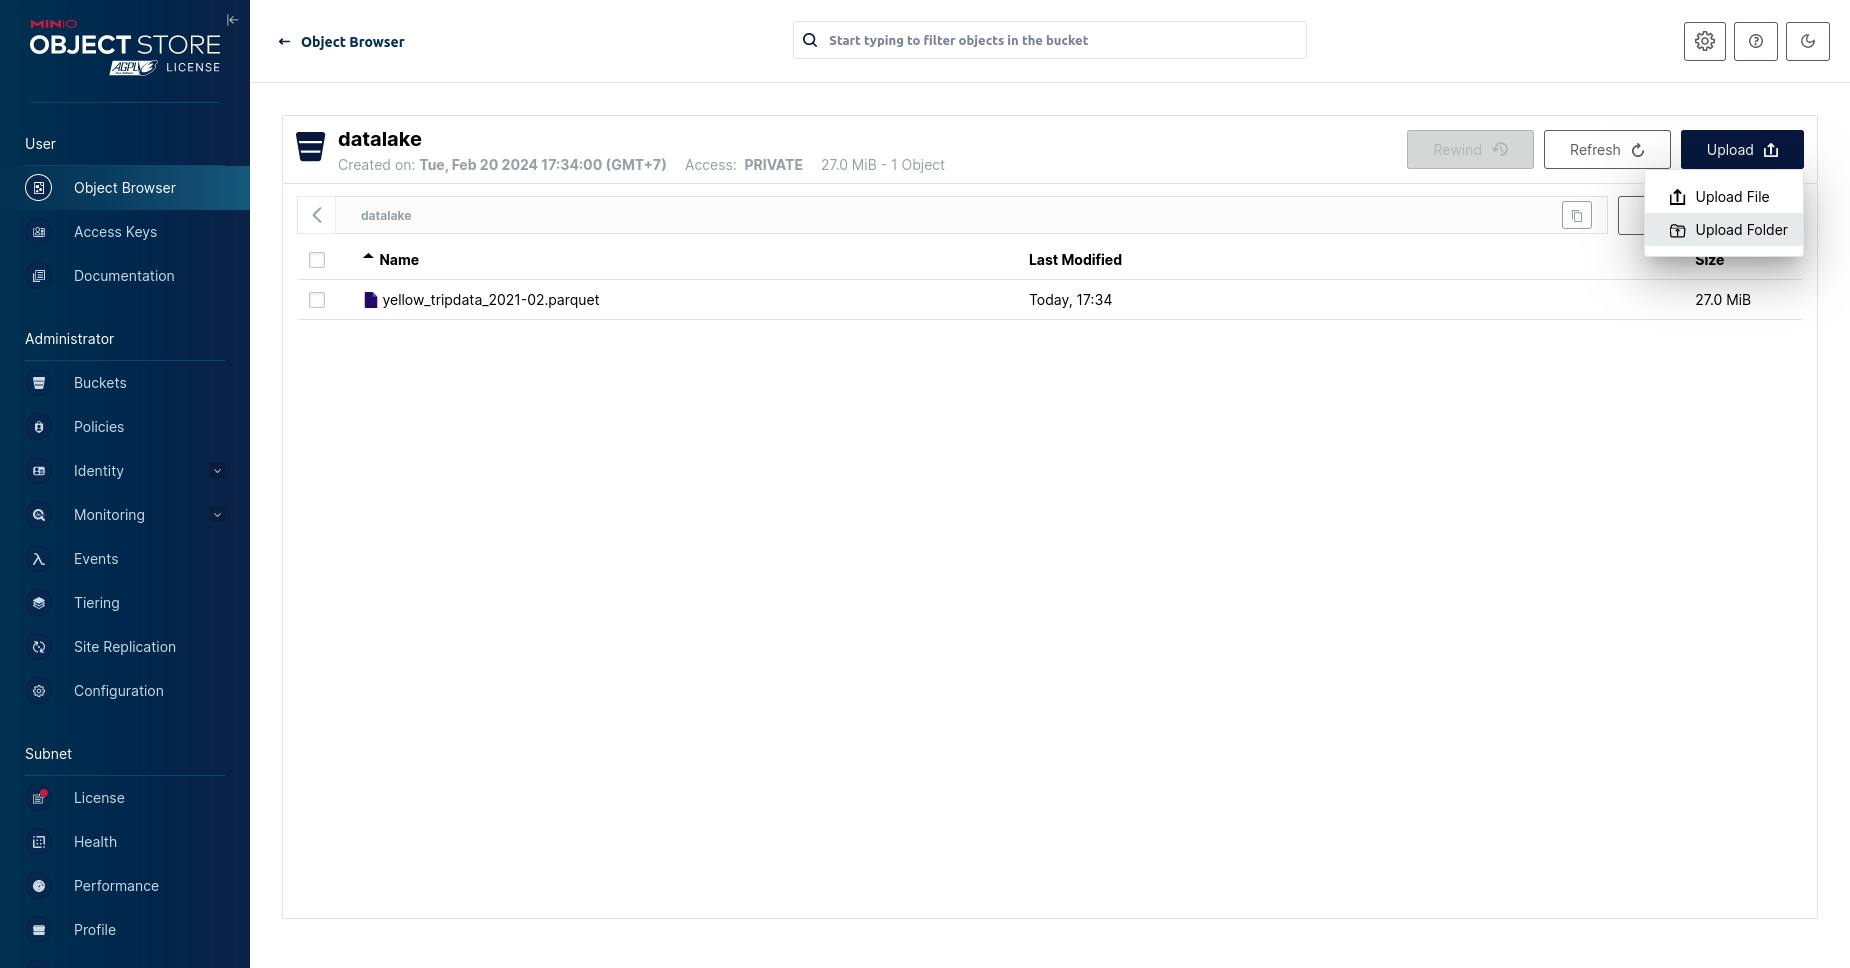 MINIO
OBJECT STORE
AGPLv3 LICENSE
User
Object Browser
Access Keys
Documentation
Administrator
Buckets
Policies
Identity
Monitoring
Events
Tiering
Site Replication
Configuration
Subnet
License
Health
Performance
Profile
Object Browser
Start typing to filter objects in the bucket
datalake
Created on: Tue, Feb 20 2024 17:34:00 (GMT+7) Access: PRIVATE 27.0 MiB - 1 Object
Rewind
Refresh
Upload
Upload File
Upload Folder
datalake
Name Last Modified Size
yellow_tripdata_2021-02.parquet Today, 17:34 27.0 MiB